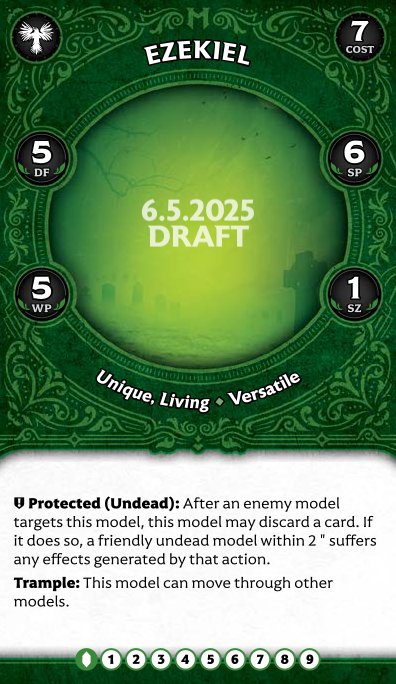 EZEKIEL
7
COST
5
DF
6
SP
6.5.2025
DRAFT
5
WP
1
SZ
Unique, Living ◆ Versatile
Protected (Undead): After an enemy model
targets this model, this model may discard a card. If
it does so, a friendly undead model within 2 " suffers
any effects generated by that action.
Trample: This model can move through other
models.
1 2 3 4 5 6 7 8 9